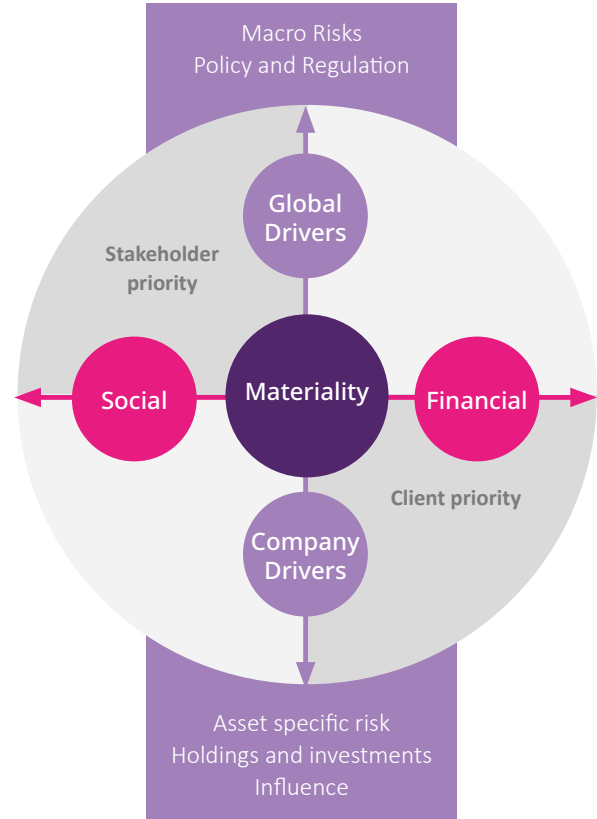 Macro Risks
Policy and Regulation
Global
Drivers
Stakeholder
priority
Social
Materiality
Financial
Client priority
Company
Drivers
Asset specific risk
Holdings and investments
Influence